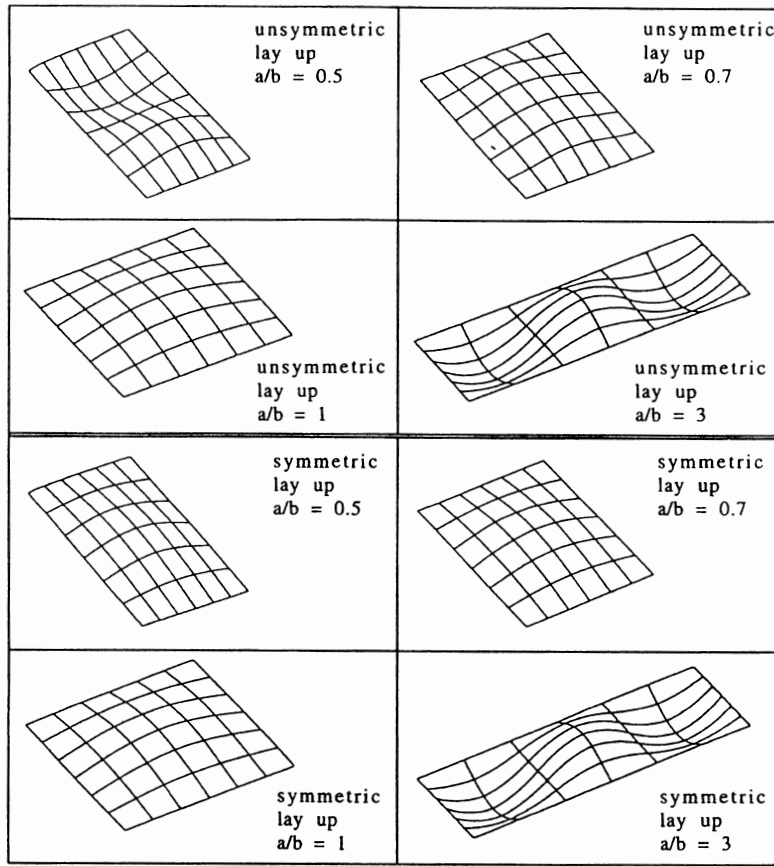 unsymmetric
lay up
a/b = 0.5
unsymmetric
lay up
a/b = 0.7
unsymmetric
lay up
a/b = 1
unsymmetric
lay up
a/b = 3
symmetric
lay up
a/b = 0.5
symmetric
lay up
a/b = 0.7
symmetric
lay up
a/b = 1
symmetric
lay up
a/b = 3